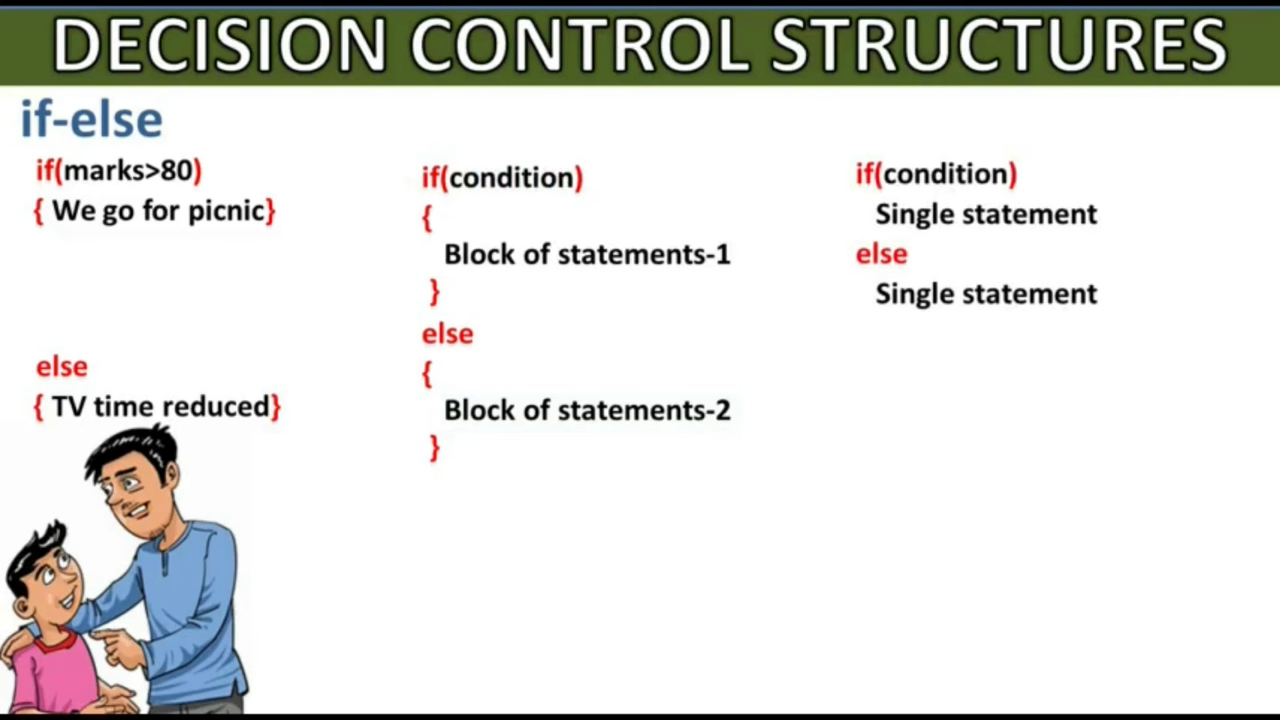 DECISION CONTROL STRUCTURES
if-else
if(marks>80)
{ We go for picnic}
else
{ TV time reduced}
if(condition)
{
Block of statements-1
}
else
{
Block of statements-2
}
if(condition)
Single statement
else
Single statement